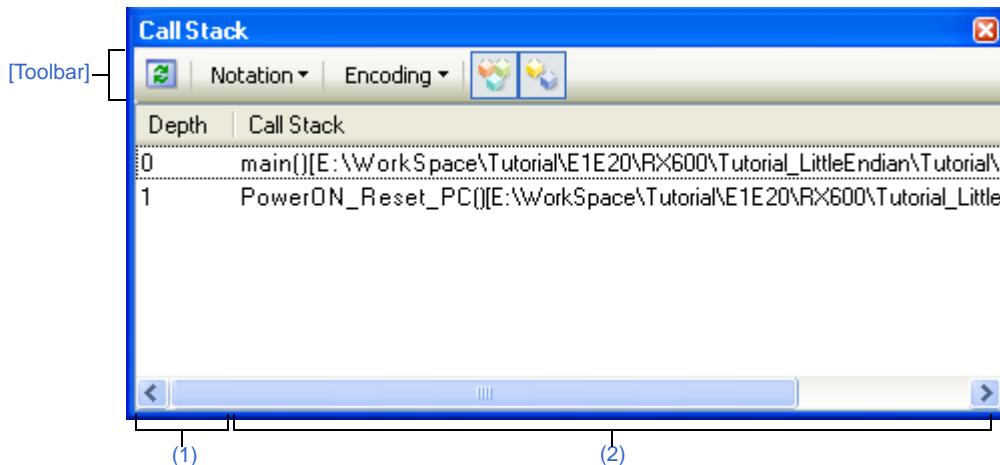 Call Stack
[Toolbar]
Notation Encoding
Depth Call Stack
0 main()[E:\WorkSpace\Tutorial\E1E20\RX600\Tutorial_LittleEndian\Tutorial\
1 PowerON_Reset_PC()[E:\WorkSpace\Tutorial\E1E20\RX600\Tutorial_Little
(1) (2)